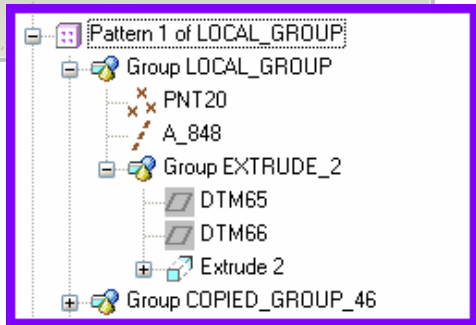 Pattern 1 of LOCAL_GROUP
Group LOCAL_GROUP
PNT20
A_848
Group EXTRUDE_2
DTM65
DTM66
Extrude 2
Group COPIED_GROUP_46